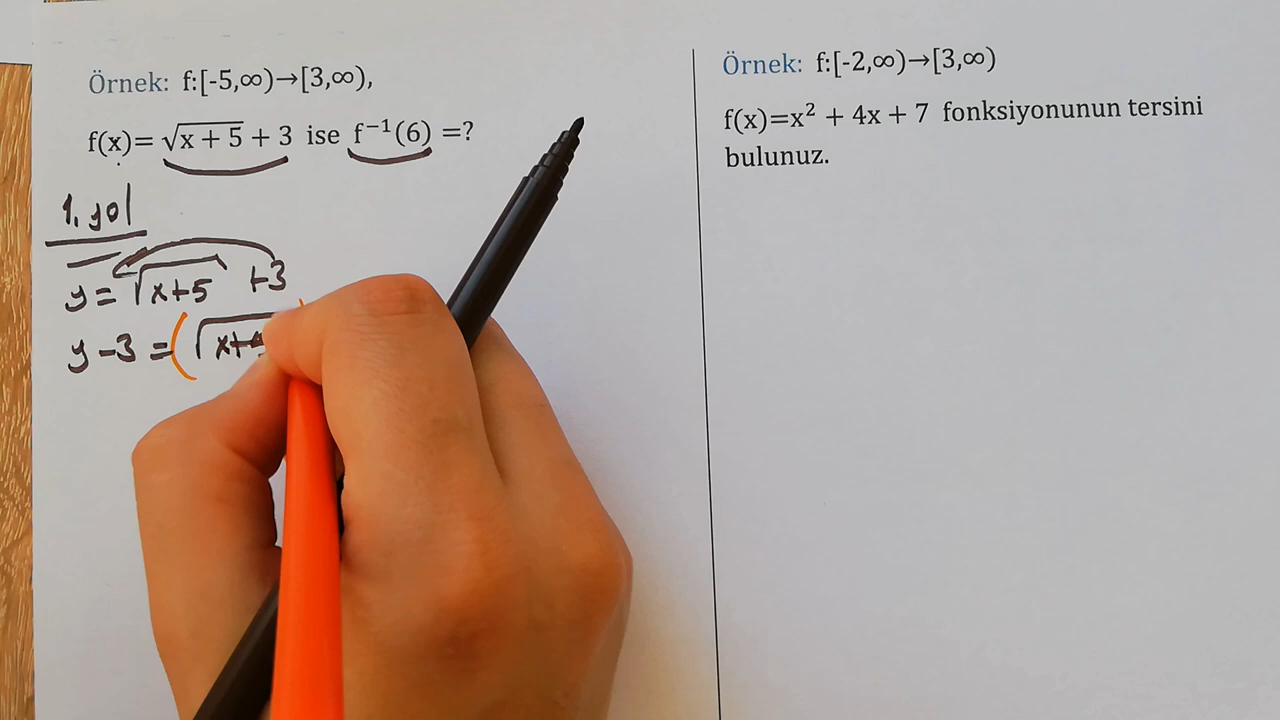 Örnek: f:[-5,∞)→[3,∞),
f(x)= √x + 5 + 3 ise f⁻¹(6) =?
1. yol
y = √x+5 +3
y - 3 = (√x+
Örnek: f:[-2,∞)→[3,∞)
f(x)=x² + 4x + 7 fonksiyonunun tersini
bulunuz.